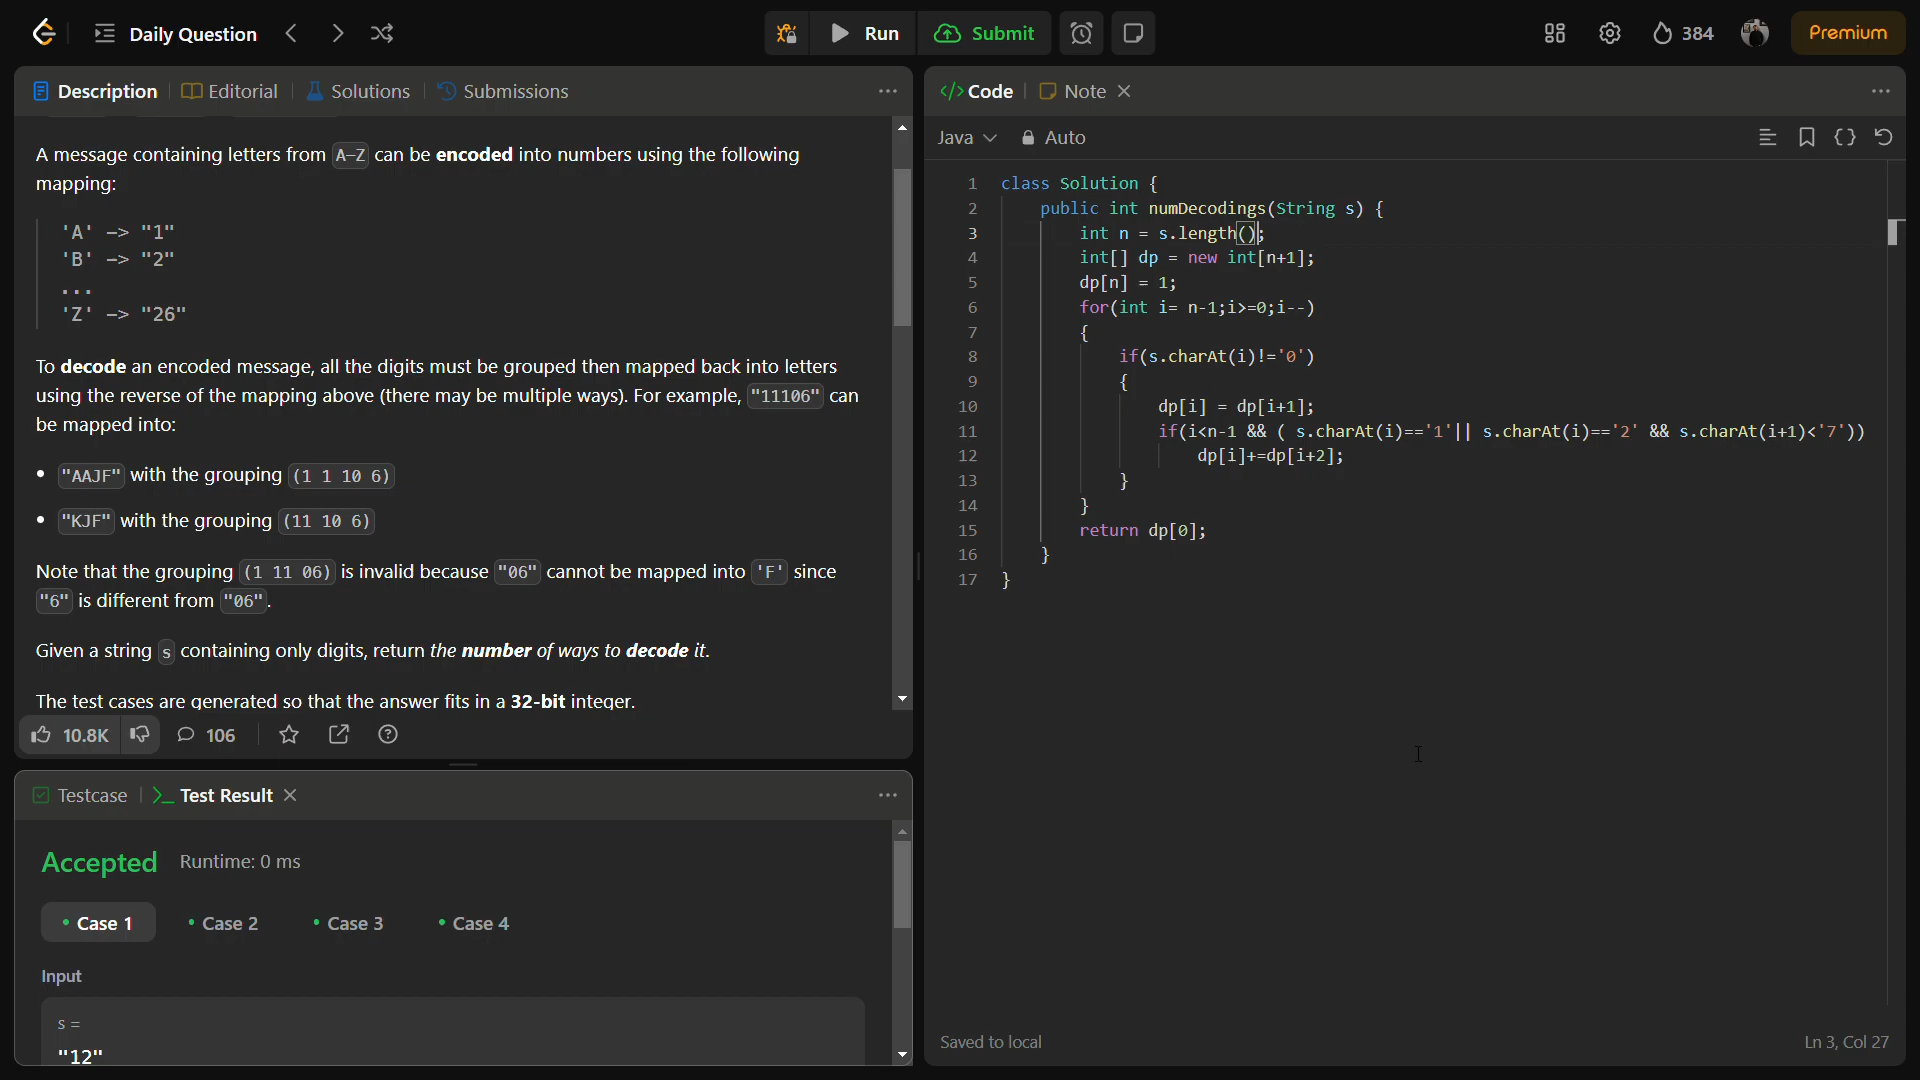 Daily Question
Run
Submit
384
Premium
Description
Editorial
Solutions
Submissions
A message containing letters from A-Z can be encoded into numbers using the following
mapping:
'A' -> "1"
'B' -> "2"
...
'Z' -> "26"
To decode an encoded message, all the digits must be grouped then mapped back into letters
using the reverse of the mapping above (there may be multiple ways). For example, "11106" can
be mapped into:
• "AAJF" with the grouping (1 1 10 6)
• "KJF" with the grouping (11 10 6)
Note that the grouping (1 11 06) is invalid because "06" cannot be mapped into 'F' since
"6" is different from "06".
Given a string s containing only digits, return the number of ways to decode it.
The test cases are generated so that the answer fits in a 32-bit integer.
10.8K
106
Testcase
>_ Test Result
Accepted Runtime: 0 ms
• Case 1 • Case 2 • Case 3 • Case 4
Input
s =
"12"
</> Code
Note
Java
Auto
1 class Solution {
2 public int numDecodings(String s) {
3 int n = s.length();
4 int[] dp = new int[n+1];
5 dp[n] = 1;
6 for(int i= n-1;i>=0;i--)
7 {
8 if(s.charAt(i)!='0')
9 {
10 dp[i] = dp[i+1];
11 if(i<n-1 && ( s.charAt(i)=='1'|| s.charAt(i)=='2' && s.charAt(i+1)<'7'))
12 dp[i]+=dp[i+2];
13 }
14 }
15 return dp[0];
16 }
17 }
Saved to local
Ln 3, Col 27